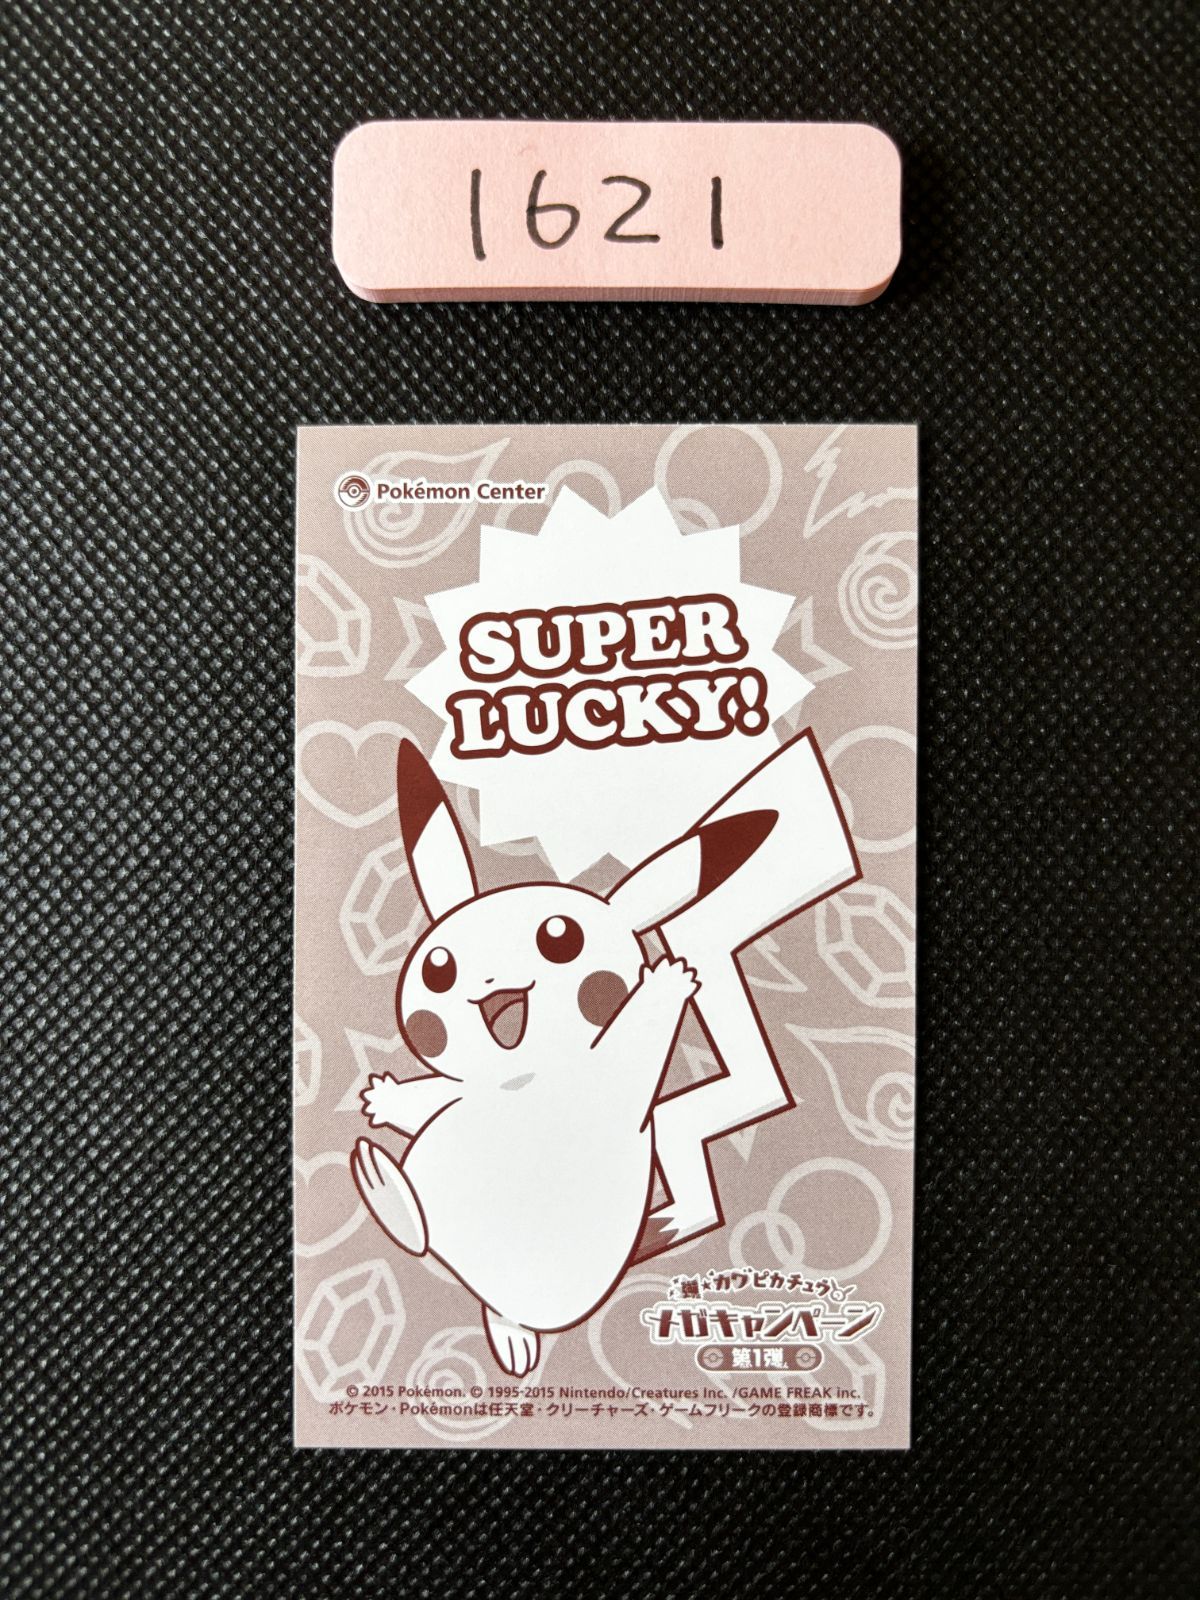 1621
Pokémon Center
SUPER
LUCKY!
激★カワピカチュウ
メガキャンペーン
第1弾
© 2015 Pokémon. © 1995-2015 Nintendo/Creatures Inc. /GAME FREAK inc.
ポケモン・Pokémonは任天堂・クリーチャーズ・ゲームフリークの登録商標です。